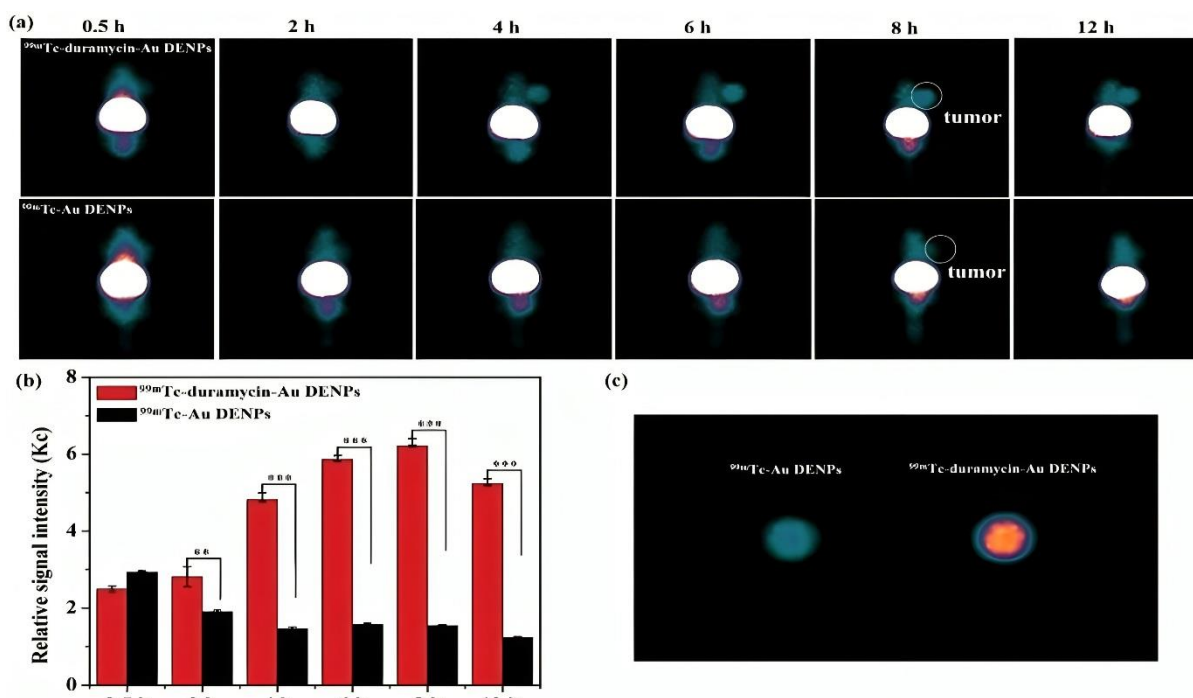 (a)
0.5 h 2 h 4 h 6 h 8 h 12 h
⁹⁹ᵐTc-duramycin-Au DENPs
tumor
⁹⁹ᵐTc-Au DENPs
tumor
(b)
8
⁹⁹ᵐTc-duramycin-Au DENPs
⁹⁹ᵐTc-Au DENPs
6
4
2
0
Relative signal intensity (Kc)
** *** *** *** ***
(c)
⁹⁹ᵐTc-Au DENPs ⁹⁹ᵐTc-duramycin-Au DENPs